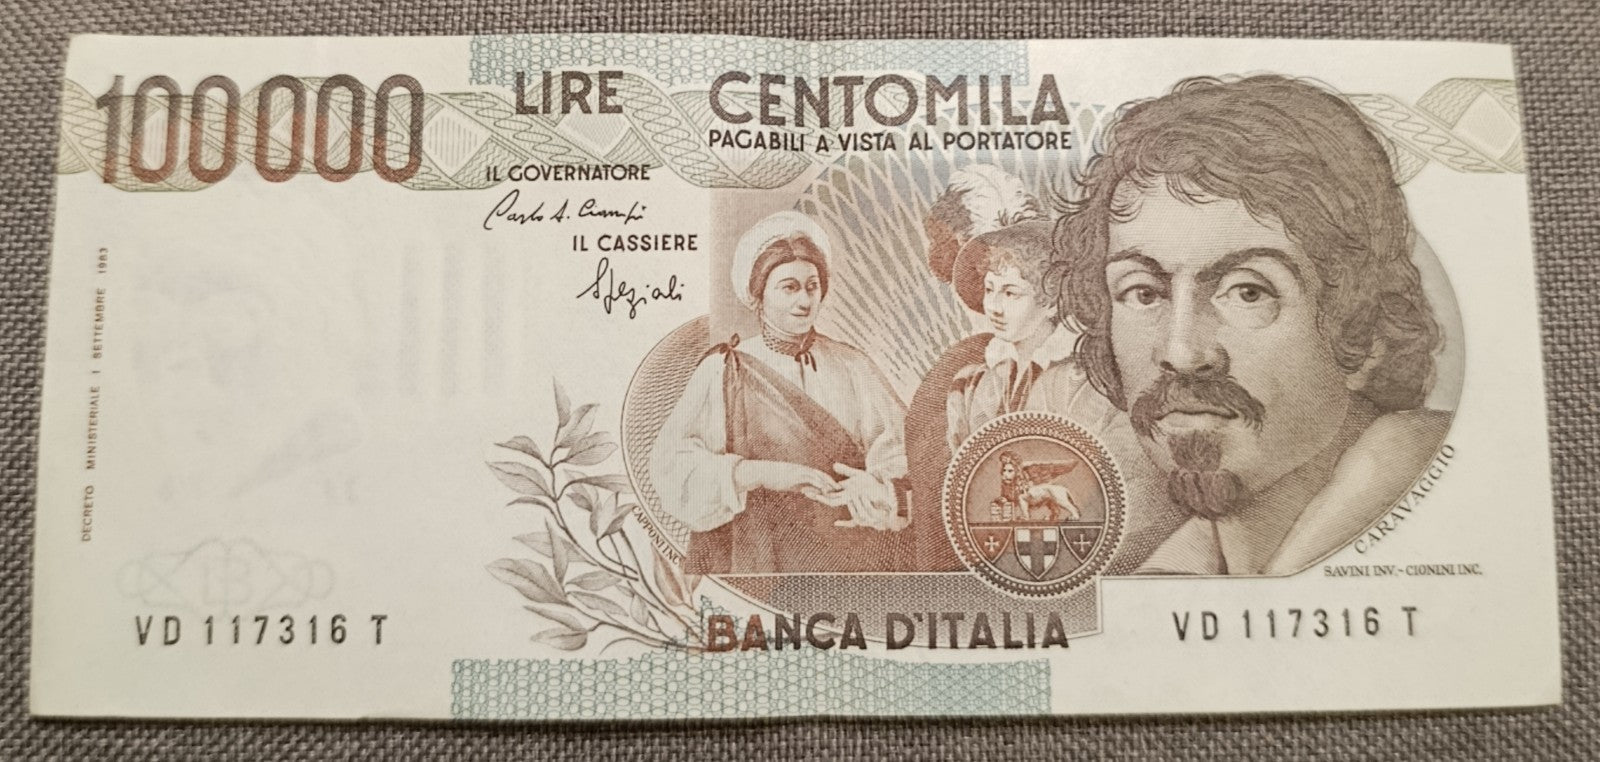 100000
LIRE CENTOMILA
PAGABILI A VISTA AL PORTATORE
IL GOVERNATORE
Carlo A. Ciampi
IL CASSIERE
Speziali
DECRETO MINISTERIALE 1 SETTEMBRE 1983
CAPPONI INC.
CARAVAGGIO
SAVINI INV.-CIONINI INC.
VD 117316 T
BANCA D'ITALIA
VD 117316 T